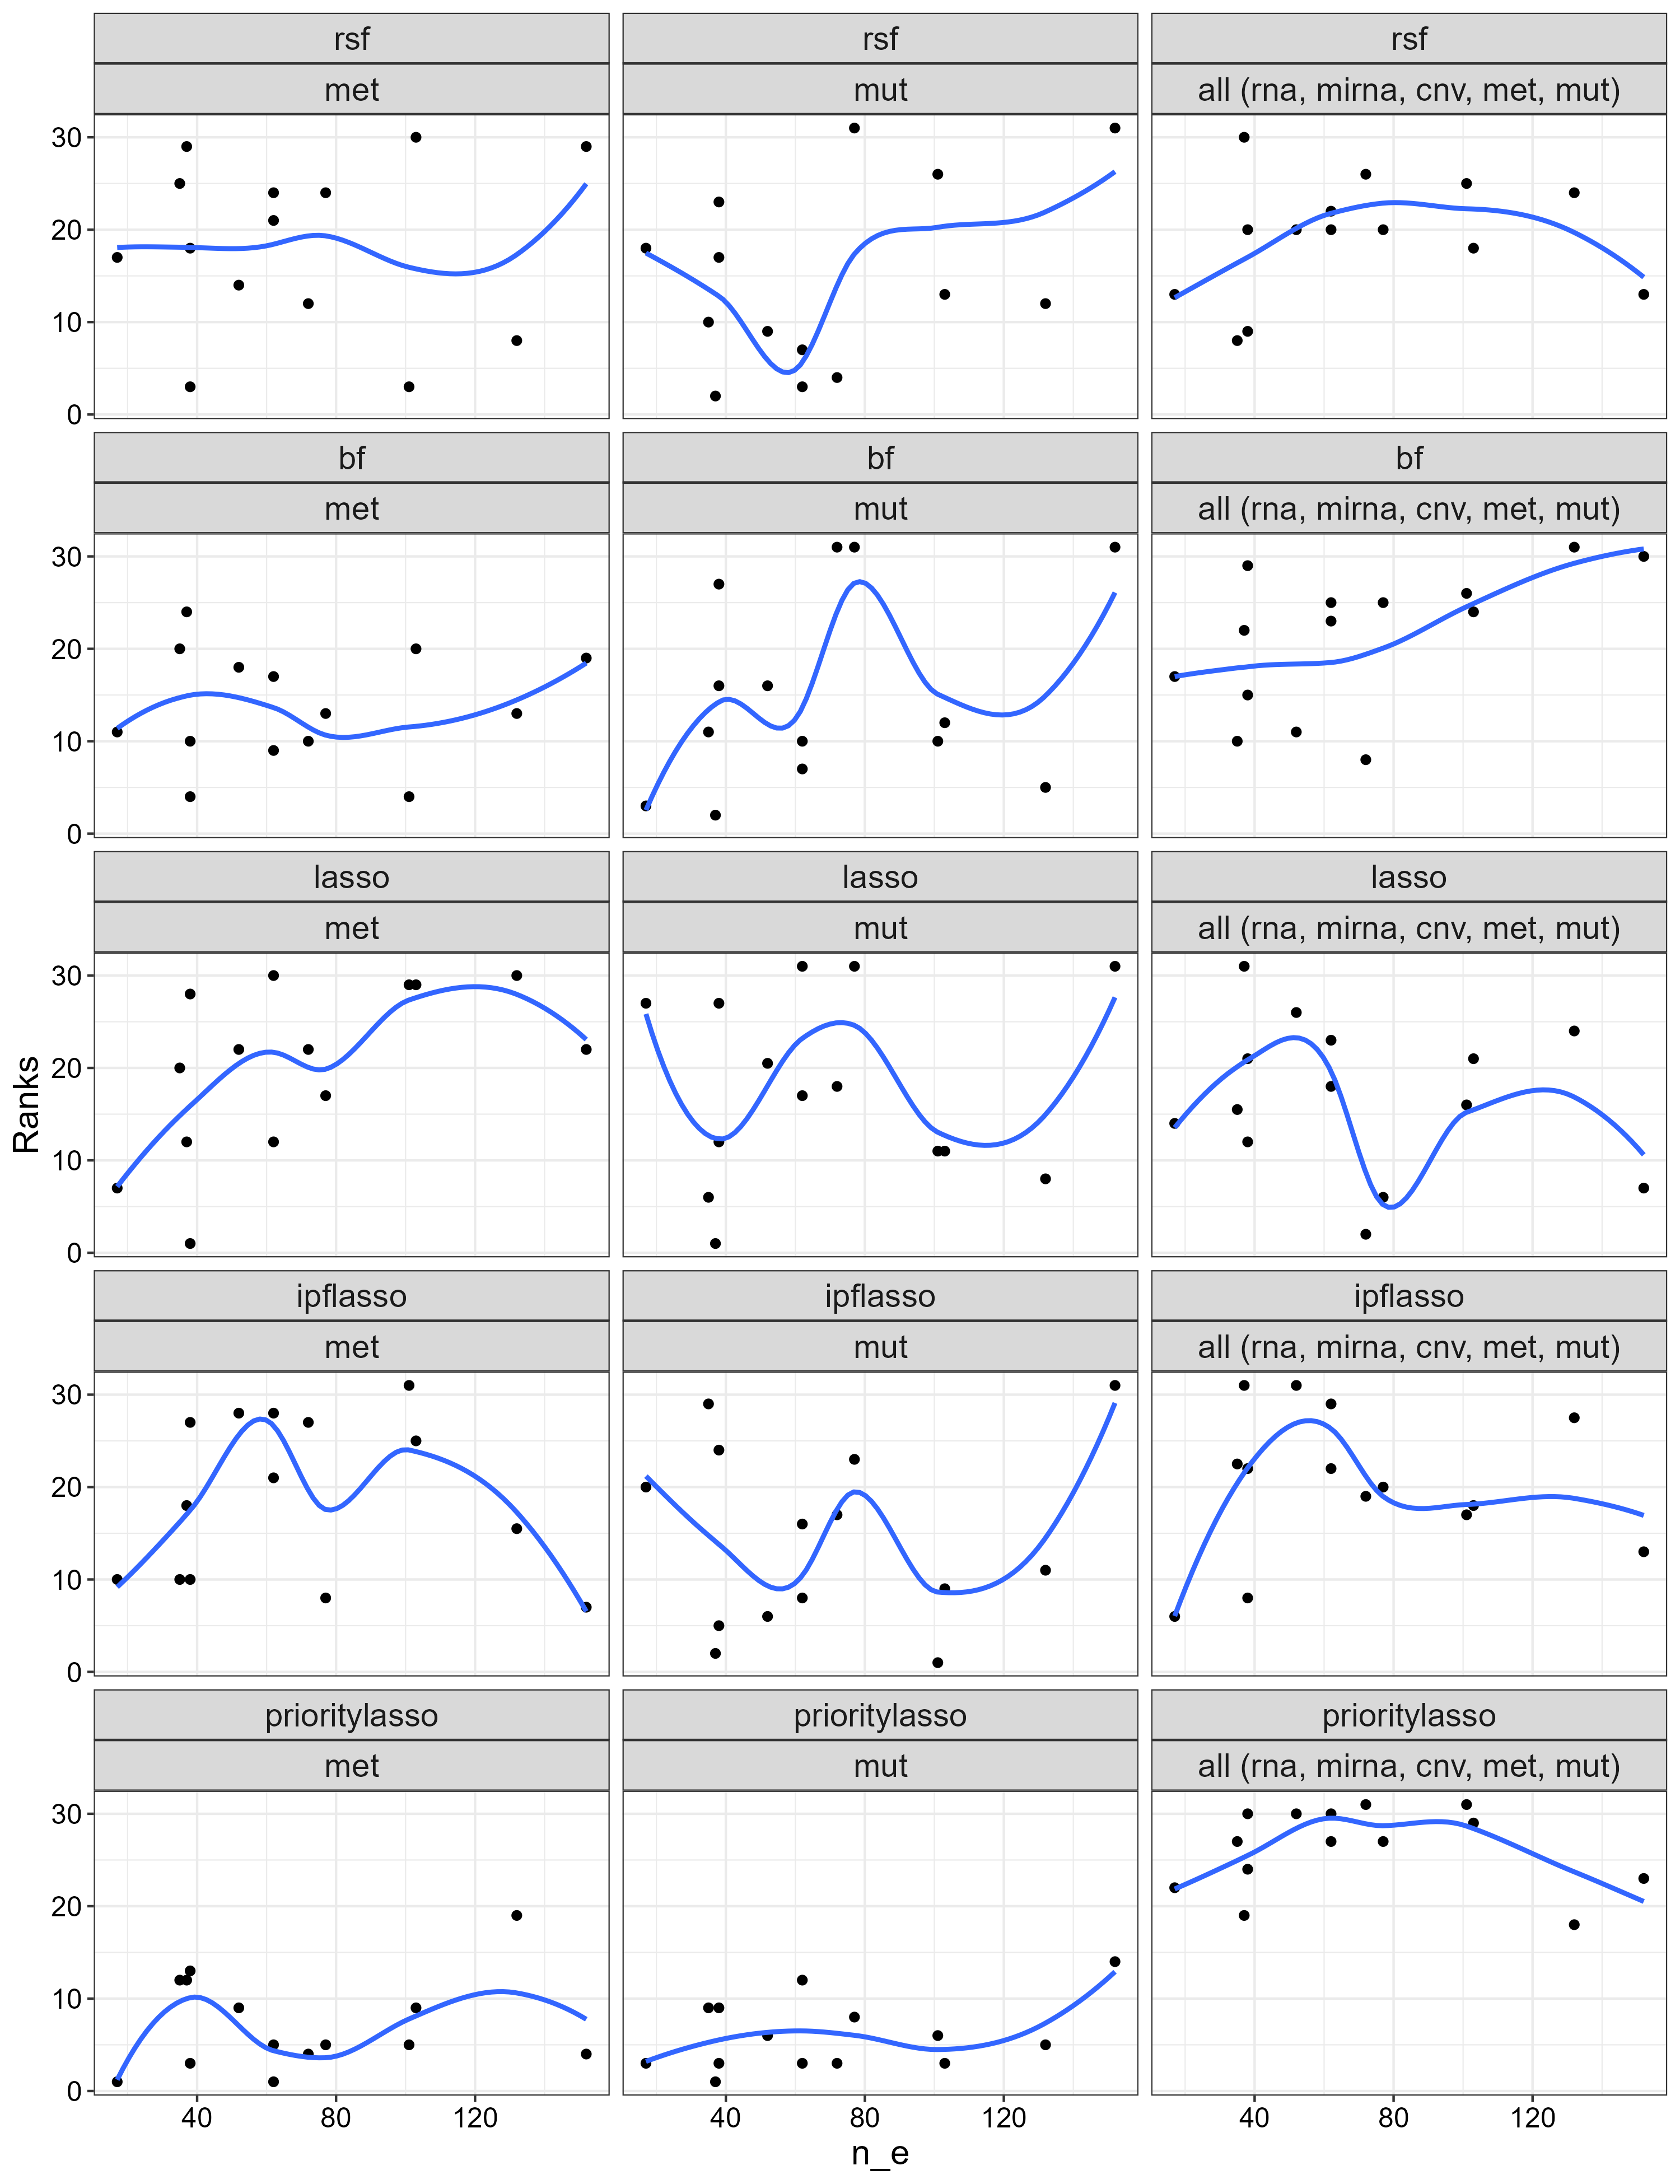 rsf rsf rsf
met mut all (rna, mirna, cnv, met, mut)
30
20
10
0
bf bf bf
met mut all (rna, mirna, cnv, met, mut)
30
20
10
0
lasso lasso lasso
met mut all (rna, mirna, cnv, met, mut)
30
20
10
0
Ranks
ipflasso ipflasso ipflasso
met mut all (rna, mirna, cnv, met, mut)
30
20
10
0
prioritylasso prioritylasso prioritylasso
met mut all (rna, mirna, cnv, met, mut)
30
20
10
0
40 80 120 40 80 120 40 80 120
n_e